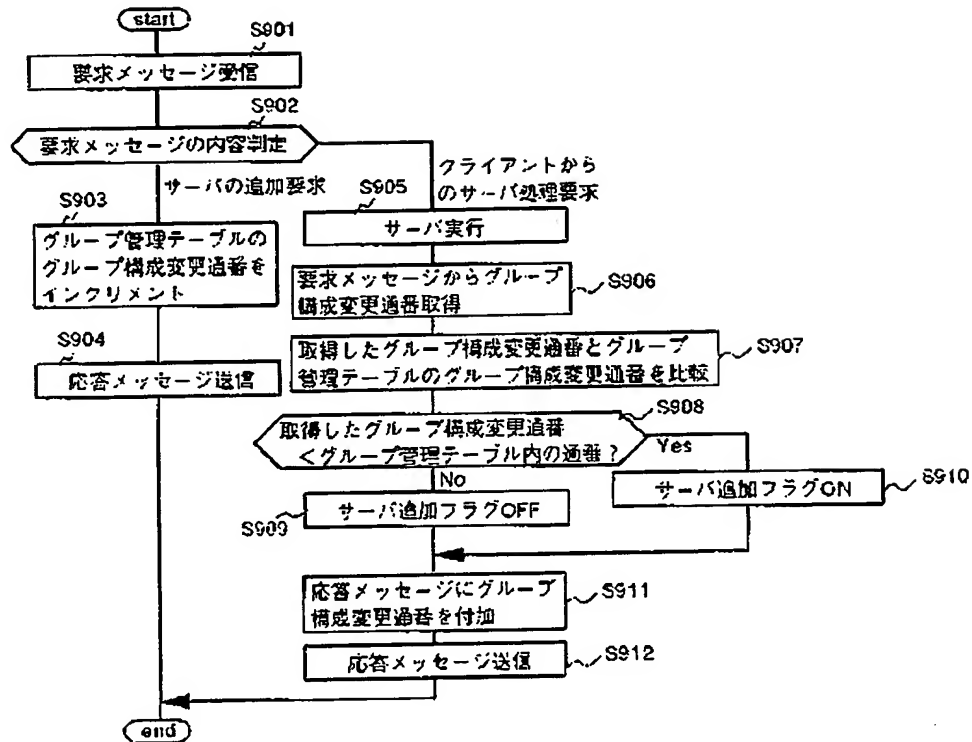 start
S901
要求メッセージ受信
S902
要求メッセージの内容判定
サーバの追加要求
クライアントから
のサーバ処理要求
S903
グループ管理テーブルの
グループ構成変更通番を
インクリメント
S904
応答メッセージ送信
S905
サーバ実行
要求メッセージからグループ
構成変更通番取得
S906
取得したグループ構成変更通番とグループ
管理テーブルのグループ構成変更通番を比較
S907
S908
取得したグループ構成変更通番
<グループ管理テーブル内の通番?
Yes
No
S909
サーバ追加フラグOFF
サーバ追加フラグON
S910
応答メッセージにグループ
構成変更通番を付加
S911
応答メッセージ送信
S912
end